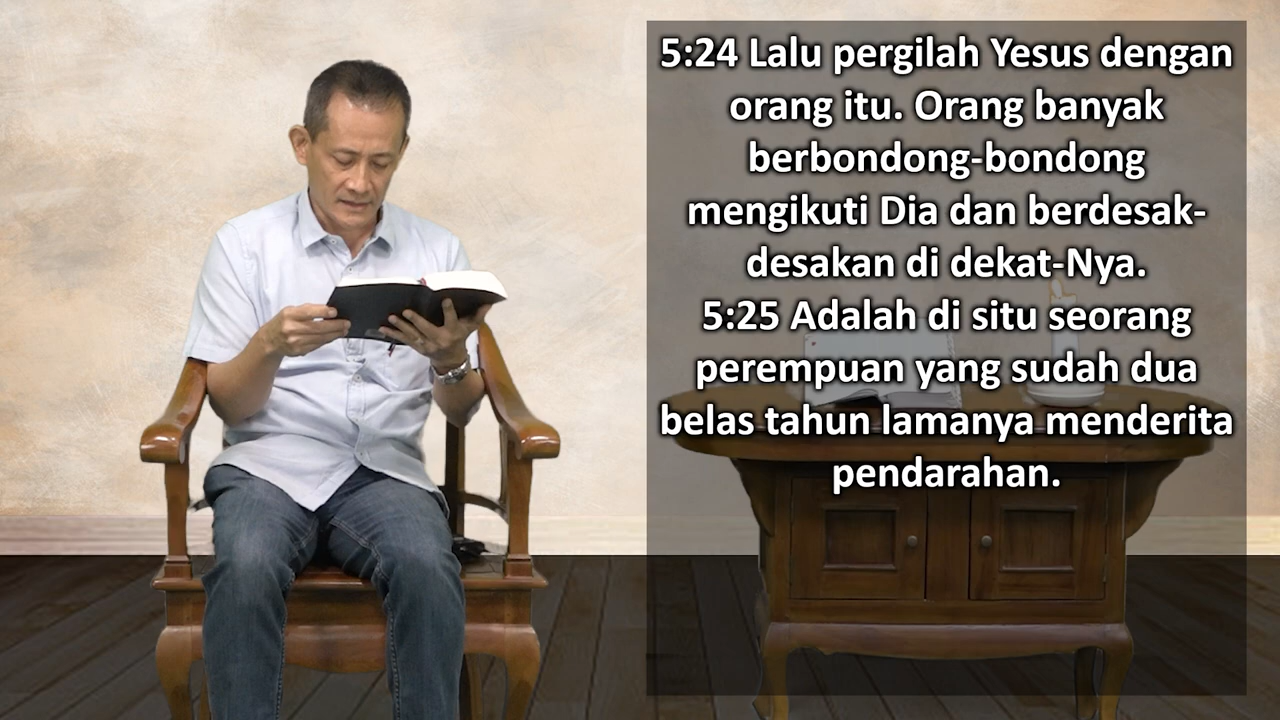 5:24 Lalu pergilah Yesus dengan
orang itu. Orang banyak
berbondong-bondong
mengikuti Dia dan berdesak-
desakan di dekat-Nya.
5:25 Adalah di situ seorang
perempuan yang sudah dua
belas tahun lamanya menderita
pendarahan.